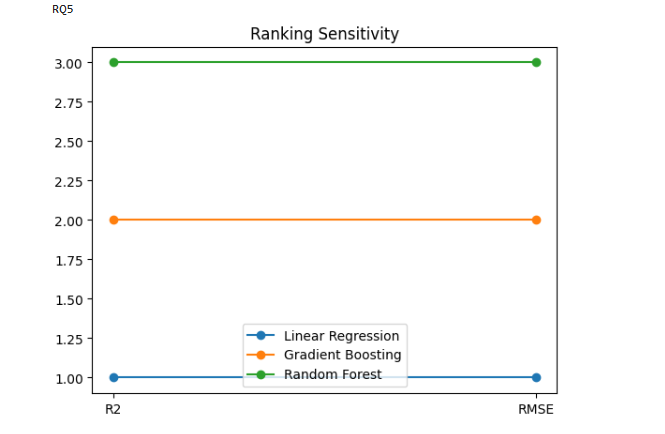 RQ5
Ranking Sensitivity
3.00
2.75
2.50
2.25
2.00
1.75
1.50
1.25
1.00
Linear Regression
Gradient Boosting
Random Forest
R2 RMSE